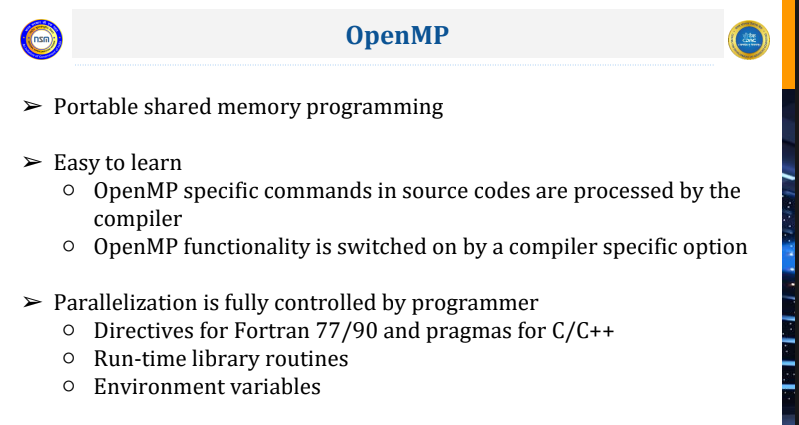 OpenMP
nsm
➢ Portable shared memory programming
➢ Easy to learn
○ OpenMP specific commands in source codes are processed by the
compiler
○ OpenMP functionality is switched on by a compiler specific option
➢ Parallelization is fully controlled by programmer
○ Directives for Fortran 77/90 and pragmas for C/C++
○ Run-time library routines
○ Environment variables